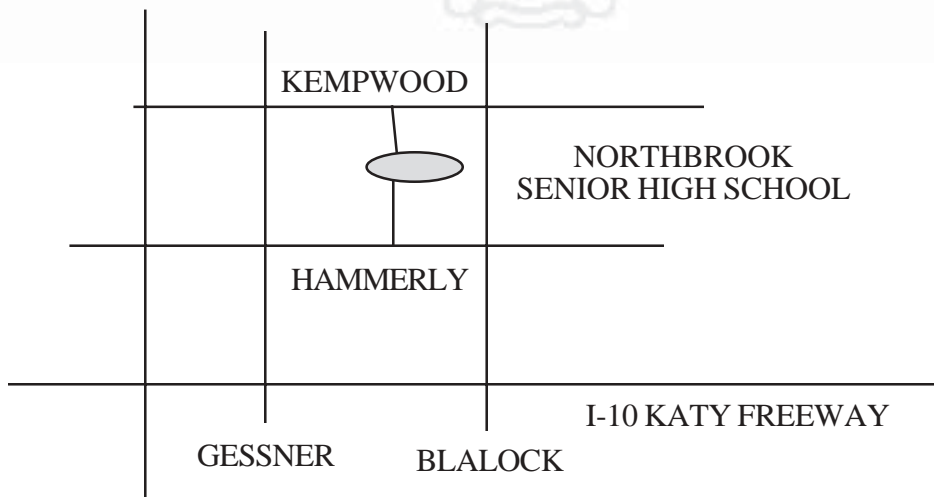 KEMPWOOD
NORTHBROOK
SENIOR HIGH SCHOOL
HAMMERLY
I-10 KATY FREEWAY
GESSNER
BLALOCK